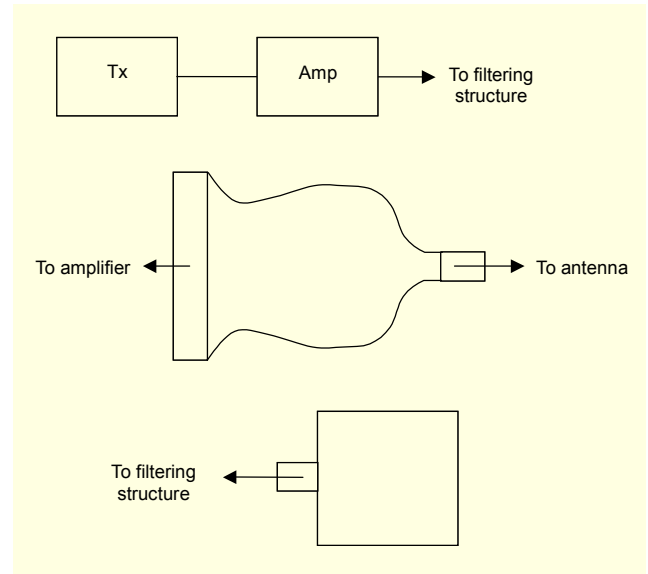 Tx
Amp
To filtering
structure
To amplifier
To antenna
To filtering
structure